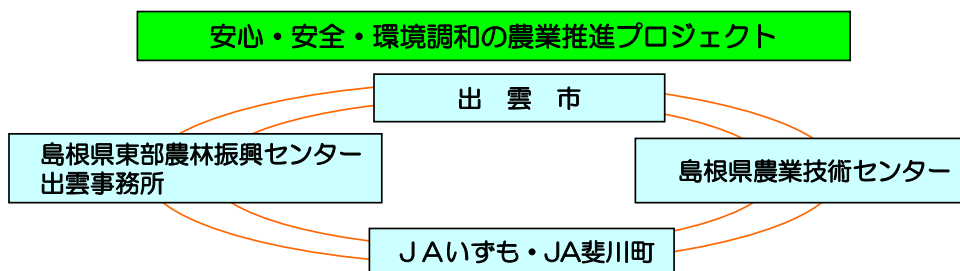 安心・安全・環境調和の農業推進プロジェクト
出　雲　市
島根県東部農林振興センター
出雲事務所
島根県農業技術センター
ＪＡいずも・JA斐川町